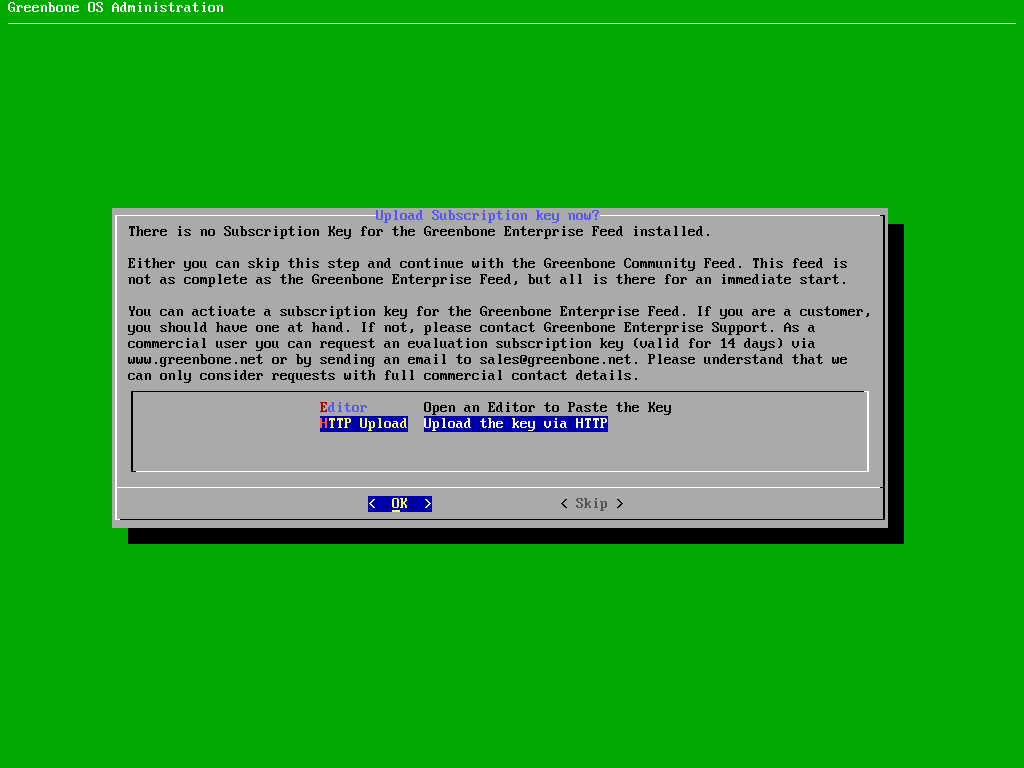 Greenbone OS Administration
Upload Subscription key now?
There is no Subscription Key for the Greenbone Enterprise Feed installed.
Either you can skip this step and continue with the Greenbone Community Feed. This feed is
not as complete as the Greenbone Enterprise Feed, but all is there for an immediate start.
You can activate a subscription key for the Greenbone Enterprise Feed. If you are a customer,
you should have one at hand. If not, please contact Greenbone Enterprise Support. As a
commercial user you can request an evaluation subscription key (valid for 14 days) via
www.greenbone.net or by sending an email to sales@greenbone.net. Please understand that we
can only consider requests with full commercial contact details.
Editor Open an Editor to Paste the Key
HTTP Upload Upload the key via HTTP
< OK > < Skip >